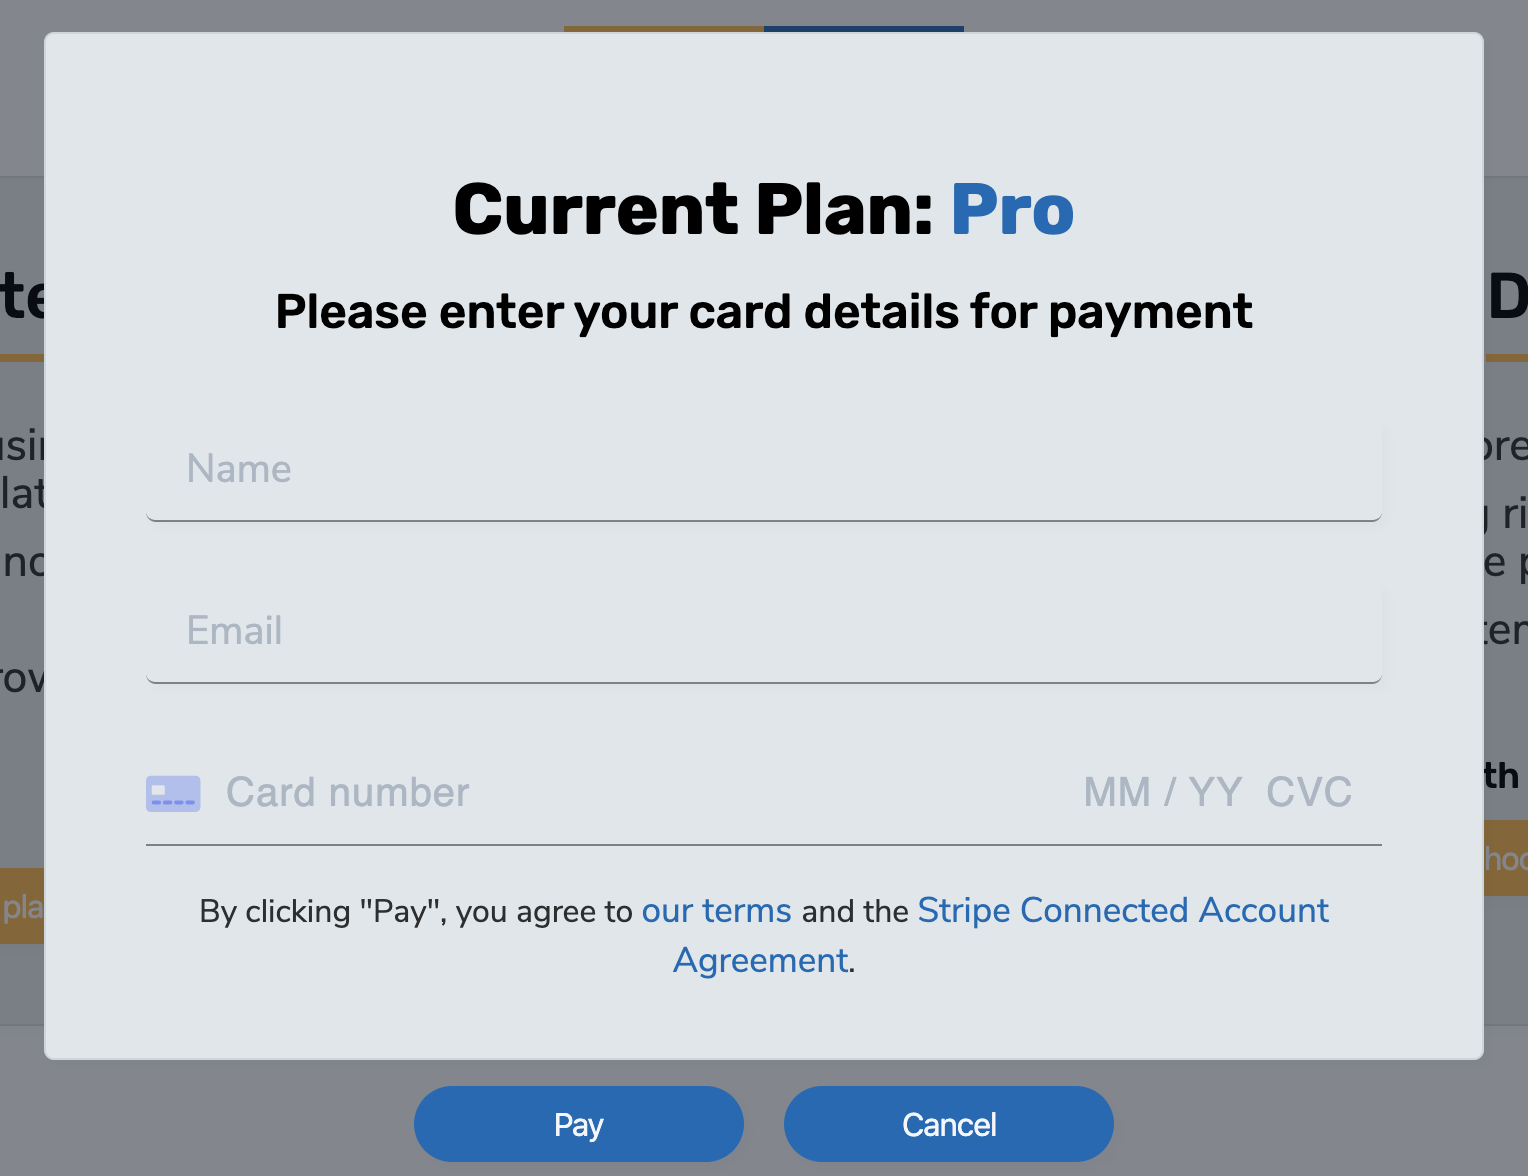 Current Plan: Pro
Please enter your card details for payment
Name
Email
Card number MM / YY CVC
By clicking "Pay", you agree to our terms and the Stripe Connected Account
Agreement.
Pay Cancel